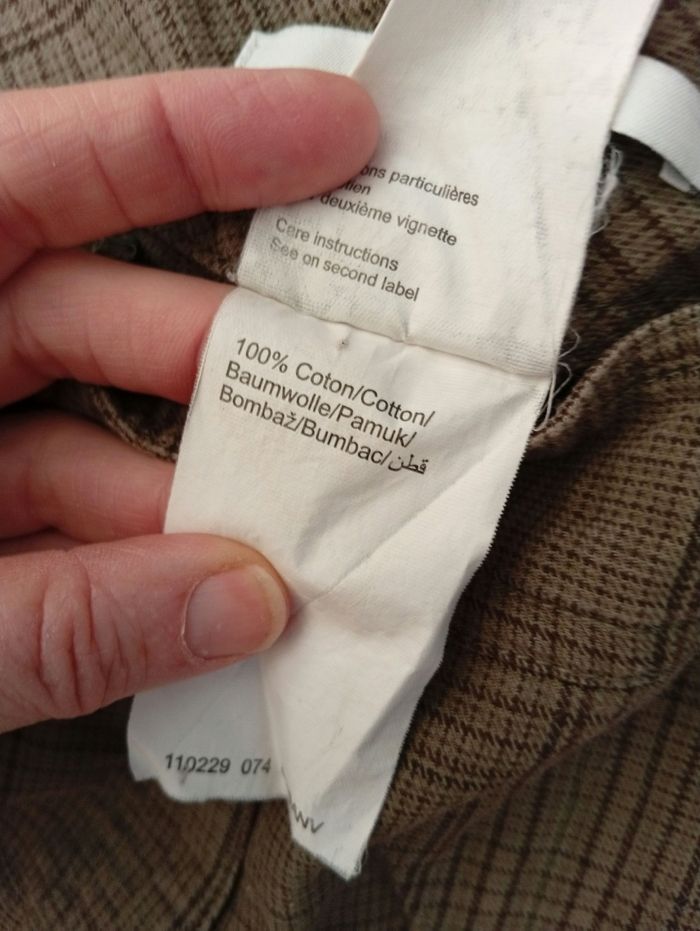 particulières
deuxième vignette
Care instructions
See on second label
100% Coton/Cotton/
Baumwolle/Pamuk/
Bombaž/Bumbac/قطن
110229 074